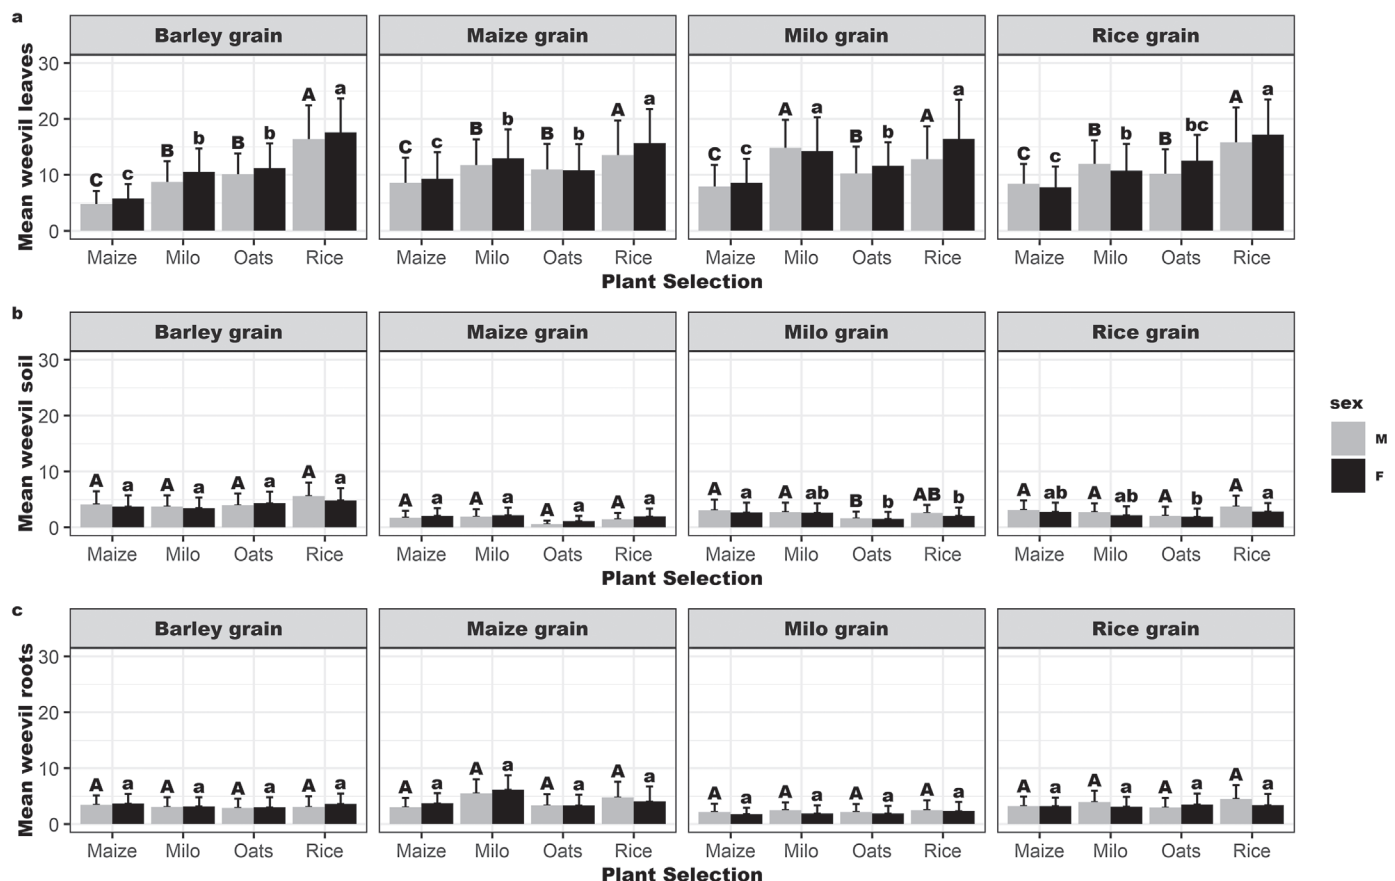 a
Barley grain Maize grain Milo grain Rice grain
Mean weevil leaves
30
20
10
0
C c B b B b A a
C c B b B b A a
C c A a B b A a
C c B b B bc A a
Maize Milo Oats Rice Maize Milo Oats Rice Maize Milo Oats Rice Maize Milo Oats Rice
Plant Selection
b
Barley grain Maize grain Milo grain Rice grain
Mean weevil soil
30
20
10
0
A a A a A a A a
A a A a A a A a
A a A ab B b AB b
A ab A ab A b A a
Maize Milo Oats Rice Maize Milo Oats Rice Maize Milo Oats Rice Maize Milo Oats Rice
Plant Selection
sex
M
F
c
Barley grain Maize grain Milo grain Rice grain
Mean weevil roots
30
20
10
0
A a A a A a A a
A a A a A a A a
A a A a A a A a
A a A a A a A a
Maize Milo Oats Rice Maize Milo Oats Rice Maize Milo Oats Rice Maize Milo Oats Rice
Plant Selection